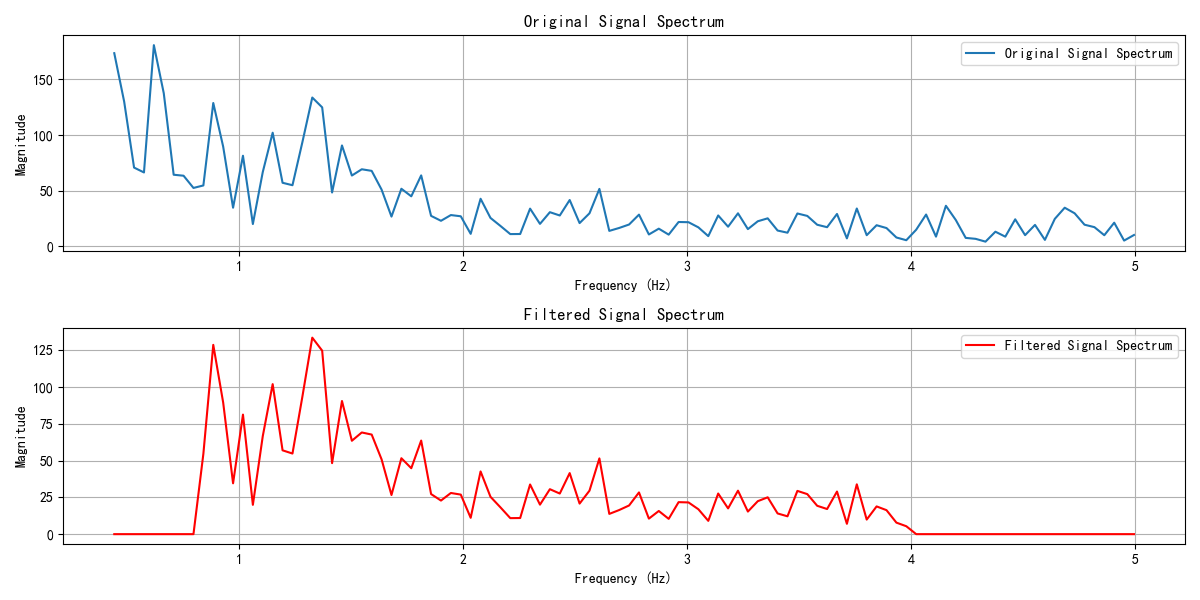 Original Signal Spectrum
Original Signal Spectrum
Magnitude
150
100
50
0
1 2 3 4 5
Frequency (Hz)
Filtered Signal Spectrum
Filtered Signal Spectrum
Magnitude
125
100
75
50
25
0
1 2 3 4 5
Frequency (Hz)